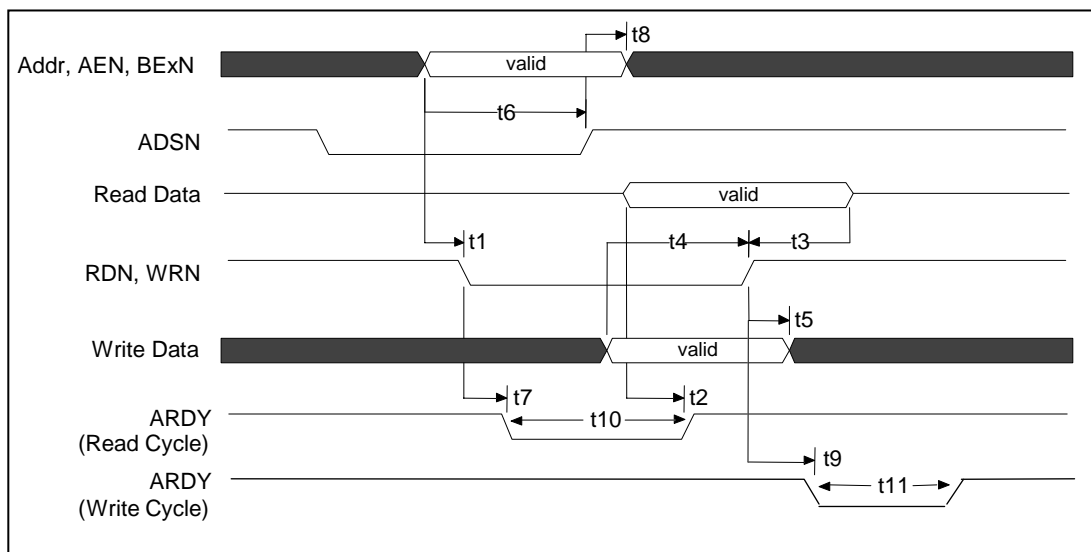 t8
Addr, AEN, BExN
valid
t6
ADSN
Read Data
valid
t1
t4
t3
RDN, WRN
t5
Write Data
valid
t7
t2
ARDY
(Read Cycle)
t10
t9
ARDY
(Write Cycle)
t11